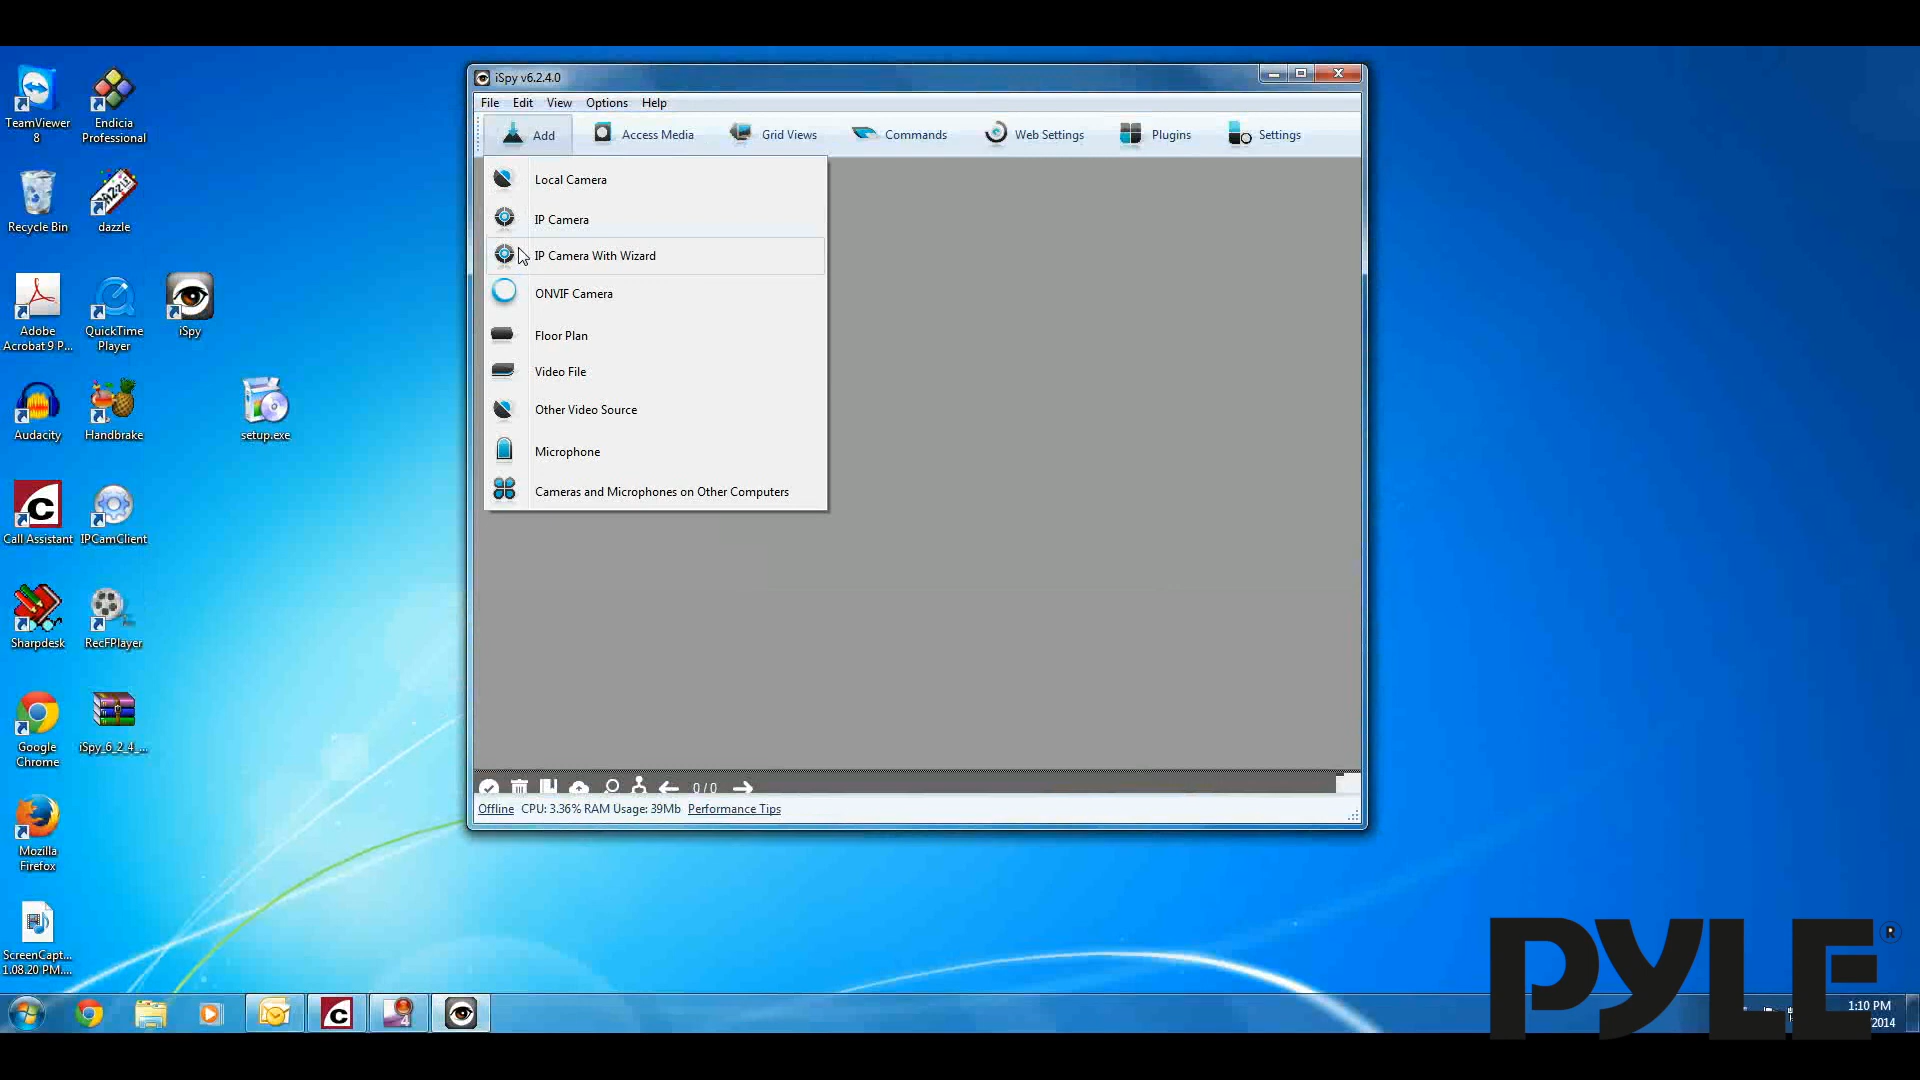 TeamViewer
8
Endicia
Professional
Recycle Bin
dazzle
Adobe
Acrobat 9 P...
QuickTime
Player
iSpy
Audacity
Handbrake
setup.exe
Call Assistant
IPCamClient
Sharpdesk
RecFPlayer
Google
Chrome
iSpy_6_2_4_...
Mozilla
Firefox
ScreenCapt...
1.08.20 PM....
iSpy v6.2.4.0
File Edit View Options Help
Add Access Media Grid Views Commands Web Settings Plugins Settings
Local Camera
IP Camera
IP Camera With Wizard
ONVIF Camera
Floor Plan
Video File
Other Video Source
Microphone
Cameras and Microphones on Other Computers
0 / 0
Offline CPU: 3.36% RAM Usage: 39Mb Performance Tips
PYLE®
1:10 PM
2014